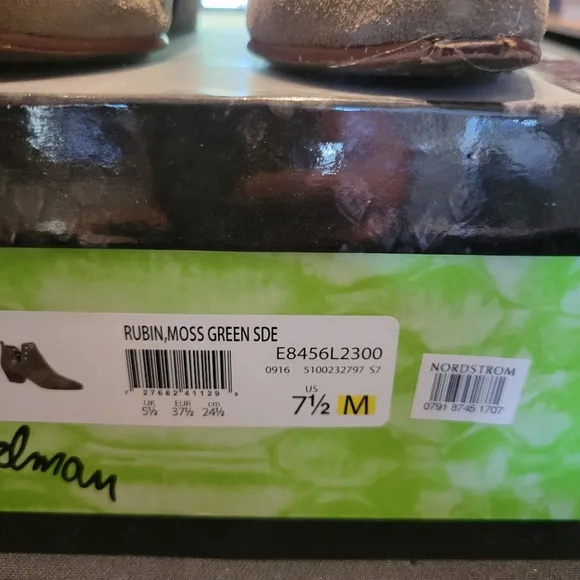 RUBIN,MOSS GREEN SDE
E8456L2300
0916 5100232797 S7
7 27662 41129
UK EUR cm
5½ 37½ 24½
US
7½ M
NORDSTROM
0791 8745 1707
elman